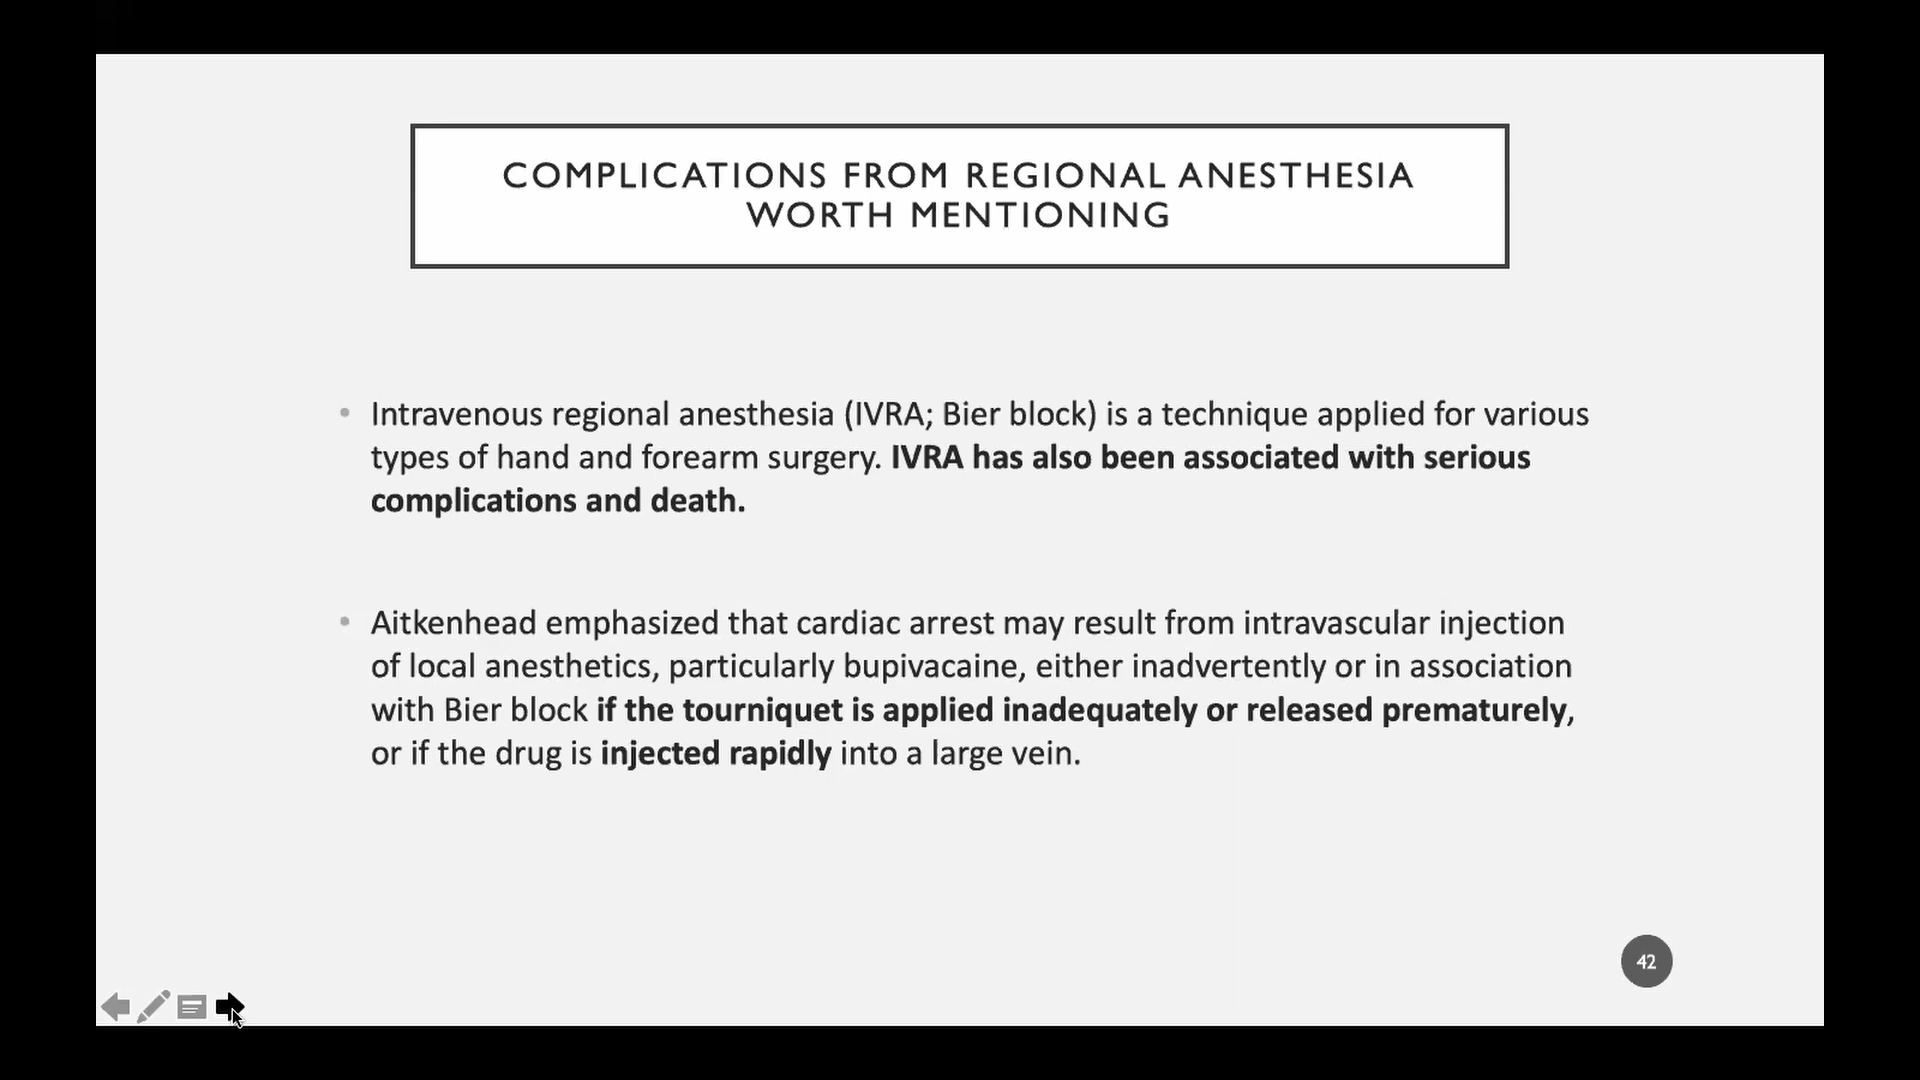 COMPLICATIONS FROM REGIONAL ANESTHESIA
WORTH MENTIONING
• Intravenous regional anesthesia (IVRA; Bier block) is a technique applied for various
types of hand and forearm surgery. IVRA has also been associated with serious
complications and death.
• Aitkenhead emphasized that cardiac arrest may result from intravascular injection
of local anesthetics, particularly bupivacaine, either inadvertently or in association
with Bier block if the tourniquet is applied inadequately or released prematurely,
or if the drug is injected rapidly into a large vein.
42